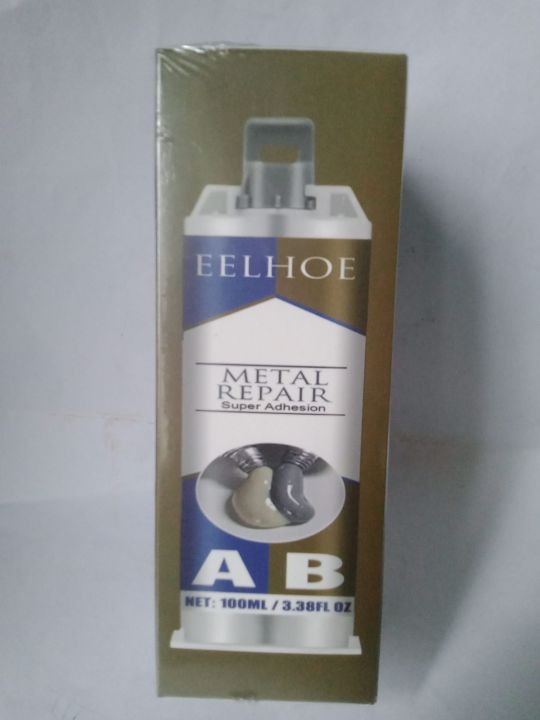 EELHOE
METAL
REPAIR
Super Adhesion
A B
NET: 100ML / 3.38FL OZ